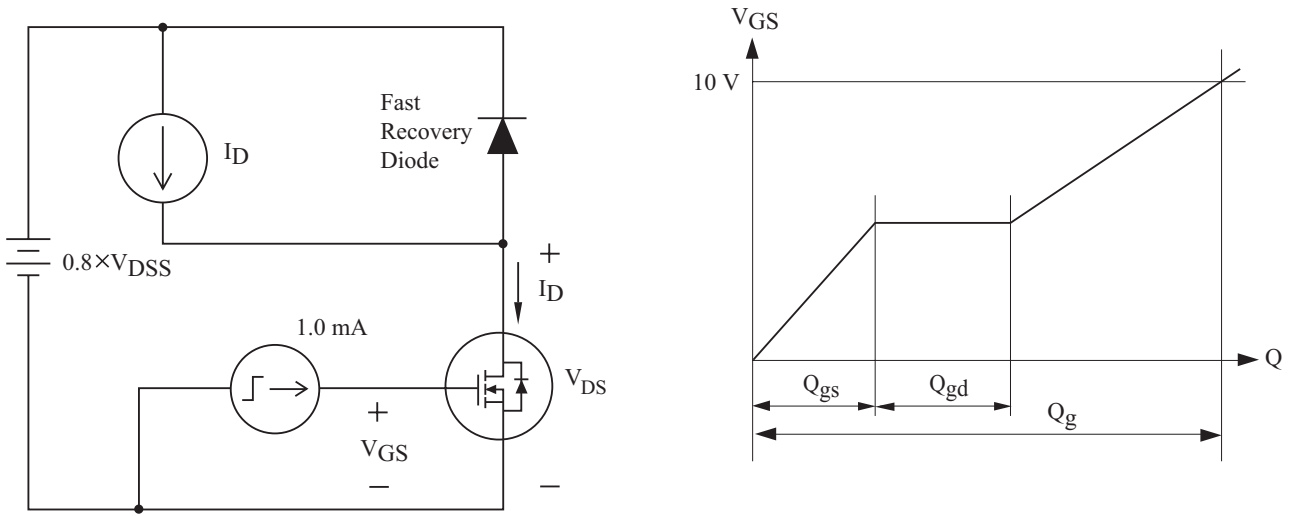 I_D
Fast
Recovery
Diode
0.8×V_DSS
+
I_D
1.0 mA
V_DS
+
V_GS
−
−
V_GS
10 V
Q
Q_gs
Q_gd
Q_g